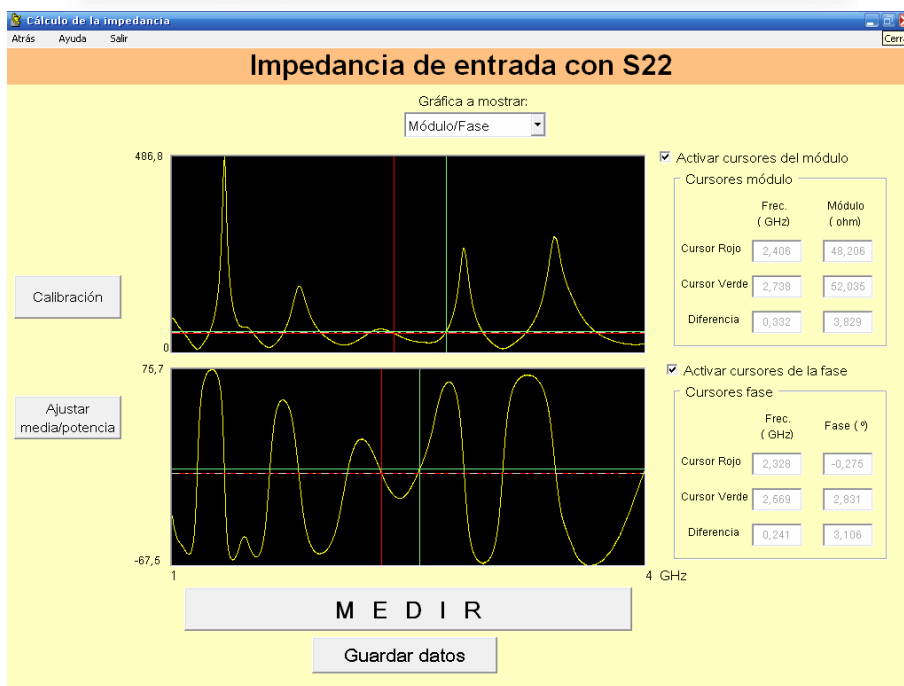 Cálculo de la impedancia
Atrás Ayuda Salir
Cerra
Impedancia de entrada con S22
Gráfica a mostrar:
Módulo/Fase
486,8
0
Activar cursores del módulo
Cursores módulo
Frec. Módulo
( GHz) ( ohm)
Cursor Rojo 2,406 48,206
Cursor Verde 2,738 52,035
Diferencia 0,332 3,829
Calibración
Ajustar
media/potencia
75,7
-67,5
1 4 GHz
Activar cursores de la fase
Cursores fase
Frec.
( GHz) Fase ( º)
Cursor Rojo 2,328 -0,275
Cursor Verde 2,569 2,831
Diferencia 0,241 3,106
M E D I R
Guardar datos